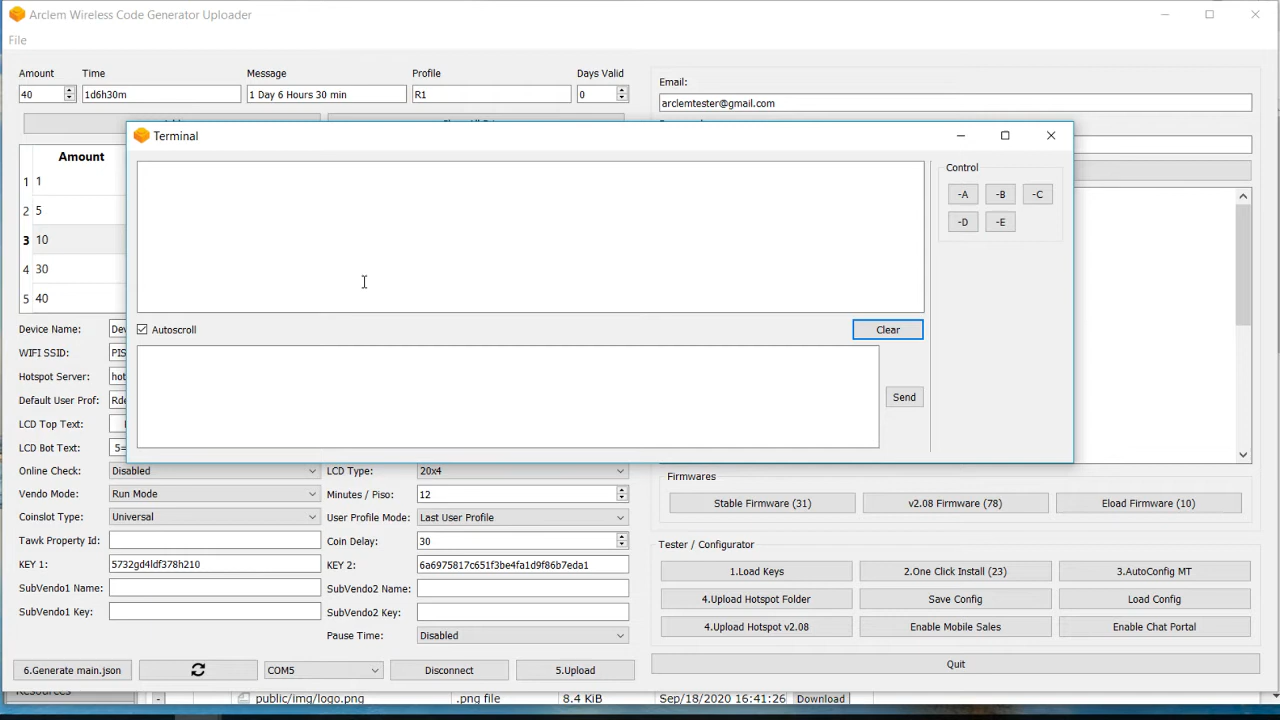 Arclem Wireless Code Generator Uploader
File
Amount Time Message Profile Days Valid
40 1d6h30m 1 Day 6 Hours 30 min R1 0
Email:
arclemtester@gmail.com
Terminal
Amount
1 1
2 5
3 10
4 30
5 40
Control
-A -B -C
-D -E
Autoscroll Clear
Send
Device Name: Dev
WIFI SSID: PIS
Hotspot Server: hot
Default User Prof: Rde
LCD Top Text:
LCD Bot Text: 5=
Online Check: Disabled LCD Type: 20x4
Vendo Mode: Run Mode Minutes / Piso: 12
Coinslot Type: Universal User Profile Mode: Last User Profile
Tawk Property Id: Coin Delay: 30
KEY 1: 5732gd4ldf378h210 KEY 2: 6a6975817c651f3be4fa1d9f86b7eda1
SubVendo1 Name: SubVendo2 Name:
SubVendo1 Key: SubVendo2 Key:
Pause Time: Disabled
6.Generate main.json COM5 Disconnect 5.Upload
Firmwares
Stable Firmware (31) v2.08 Firmware (78) Eload Firmware (10)
Tester / Configurator
1.Load Keys 2.One Click Install (23) 3.AutoConfig MT
4.Upload Hotspot Folder Save Config Load Config
4.Upload Hotspot v2.08 Enable Mobile Sales Enable Chat Portal
Quit
Resources - public/img/logo.png .png file 8.4 KiB Sep/18/2020 16:41:26 Download